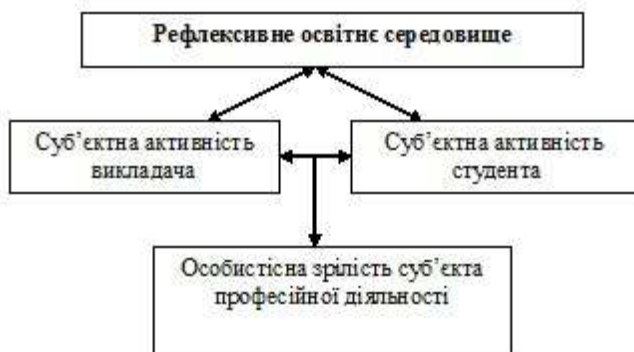 Рефлексивне освітнє середовище
Суб’єктна активність
викладача
Суб’єктна активність
студента
Особистісна зрілість суб’єкта
професійної діяльності